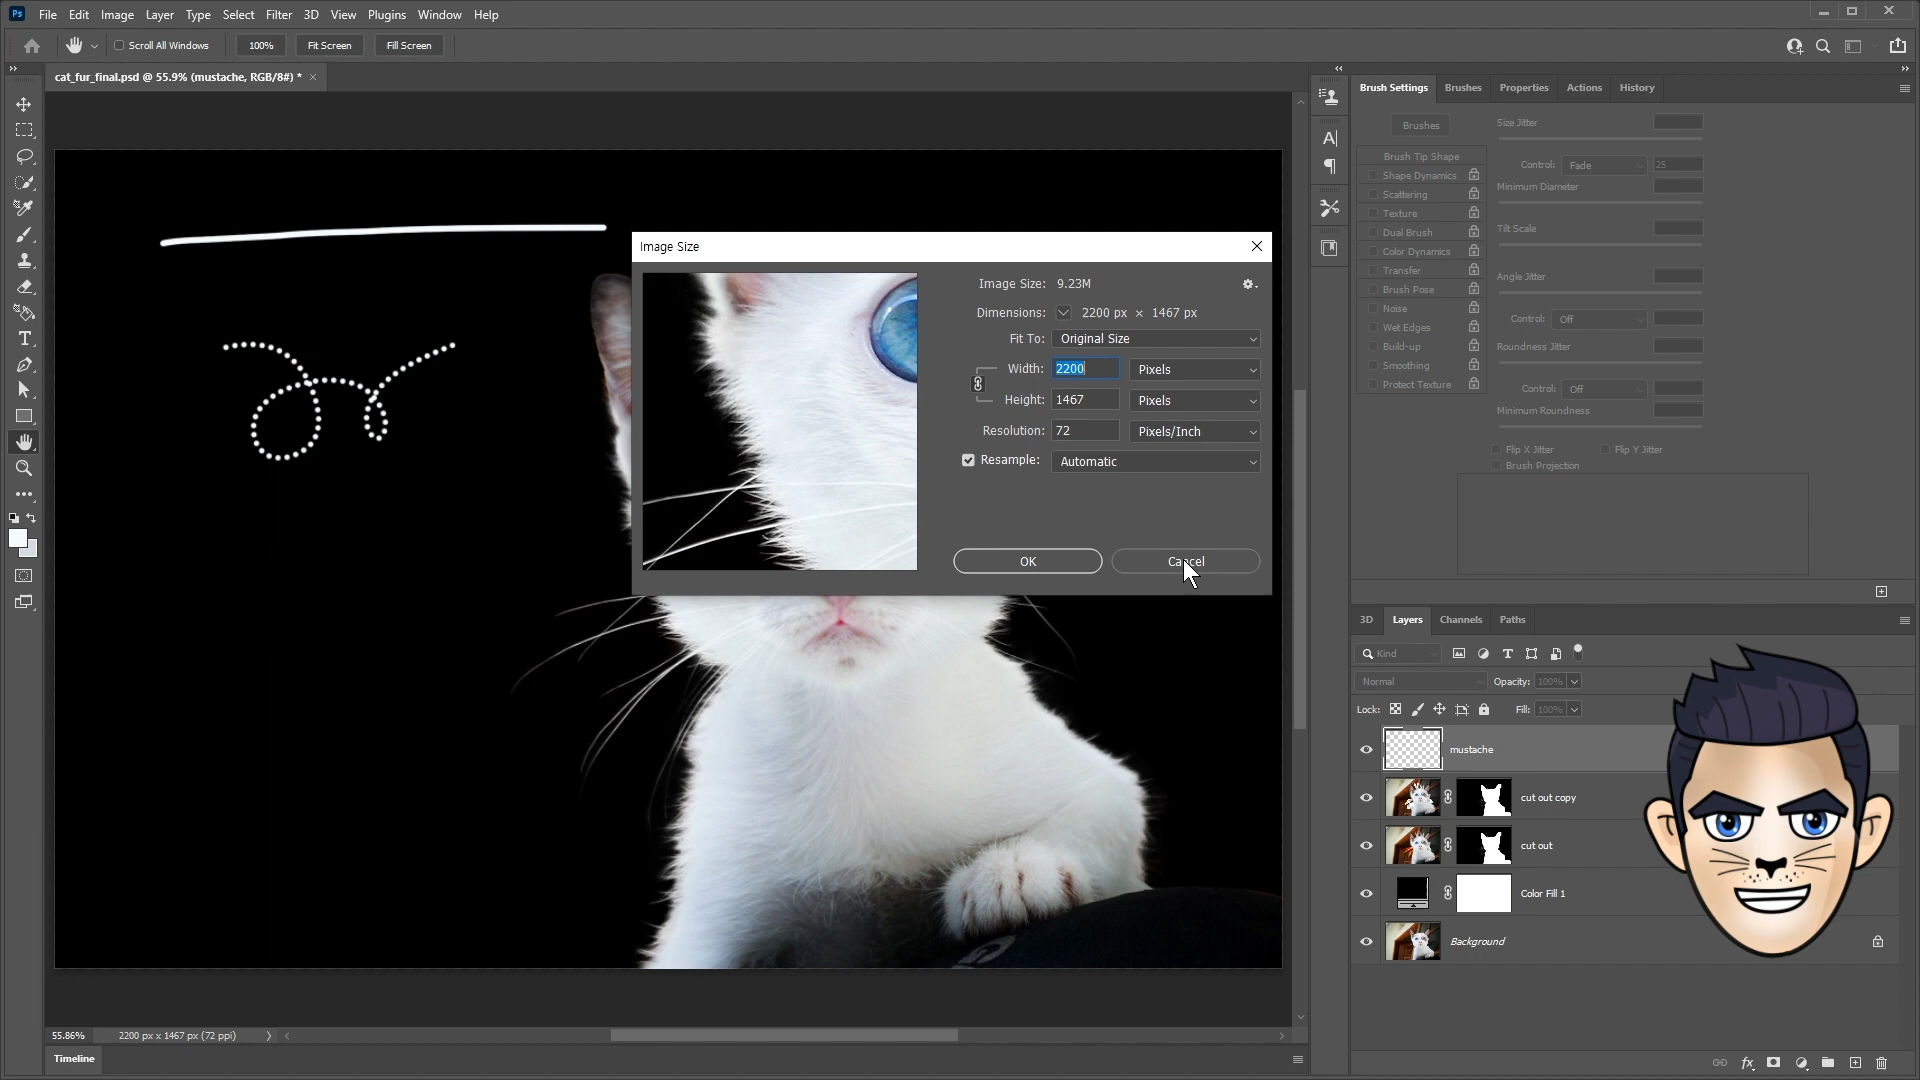 Ps File Edit Image Layer Type Select Filter 3D View Plugins Window Help
Scroll All Windows 100% Fit Screen Fill Screen
cat_fur_final.psd @ 55.9% (mustache, RGB/8#) * ×
Image Size
Image Size: 9.23M
Dimensions: 2200 px × 1467 px
Fit To: Original Size
Width: 2200 Pixels
Height: 1467 Pixels
Resolution: 72 Pixels/Inch
Resample: Automatic
OK Cancel
Brush Settings Brushes Properties Actions History
Brushes
Brush Tip Shape
Shape Dynamics
Scattering
Texture
Dual Brush
Color Dynamics
Transfer
Brush Pose
Noise
Wet Edges
Build-up
Smoothing
Protect Texture
Size Jitter
Control: Fade 25
Minimum Diameter
Tilt Scale
Angle Jitter
Control: Off
Roundness Jitter
Control: Off
Minimum Roundness
Flip X Jitter Flip Y Jitter
Brush Projection
3D Layers Channels Paths
Kind
Normal Opacity: 100%
Lock: Fill: 100%
mustache
cut out copy
cut out
Color Fill 1
Background
fx
55.86% 2200 px x 1467 px (72 ppi)
Timeline